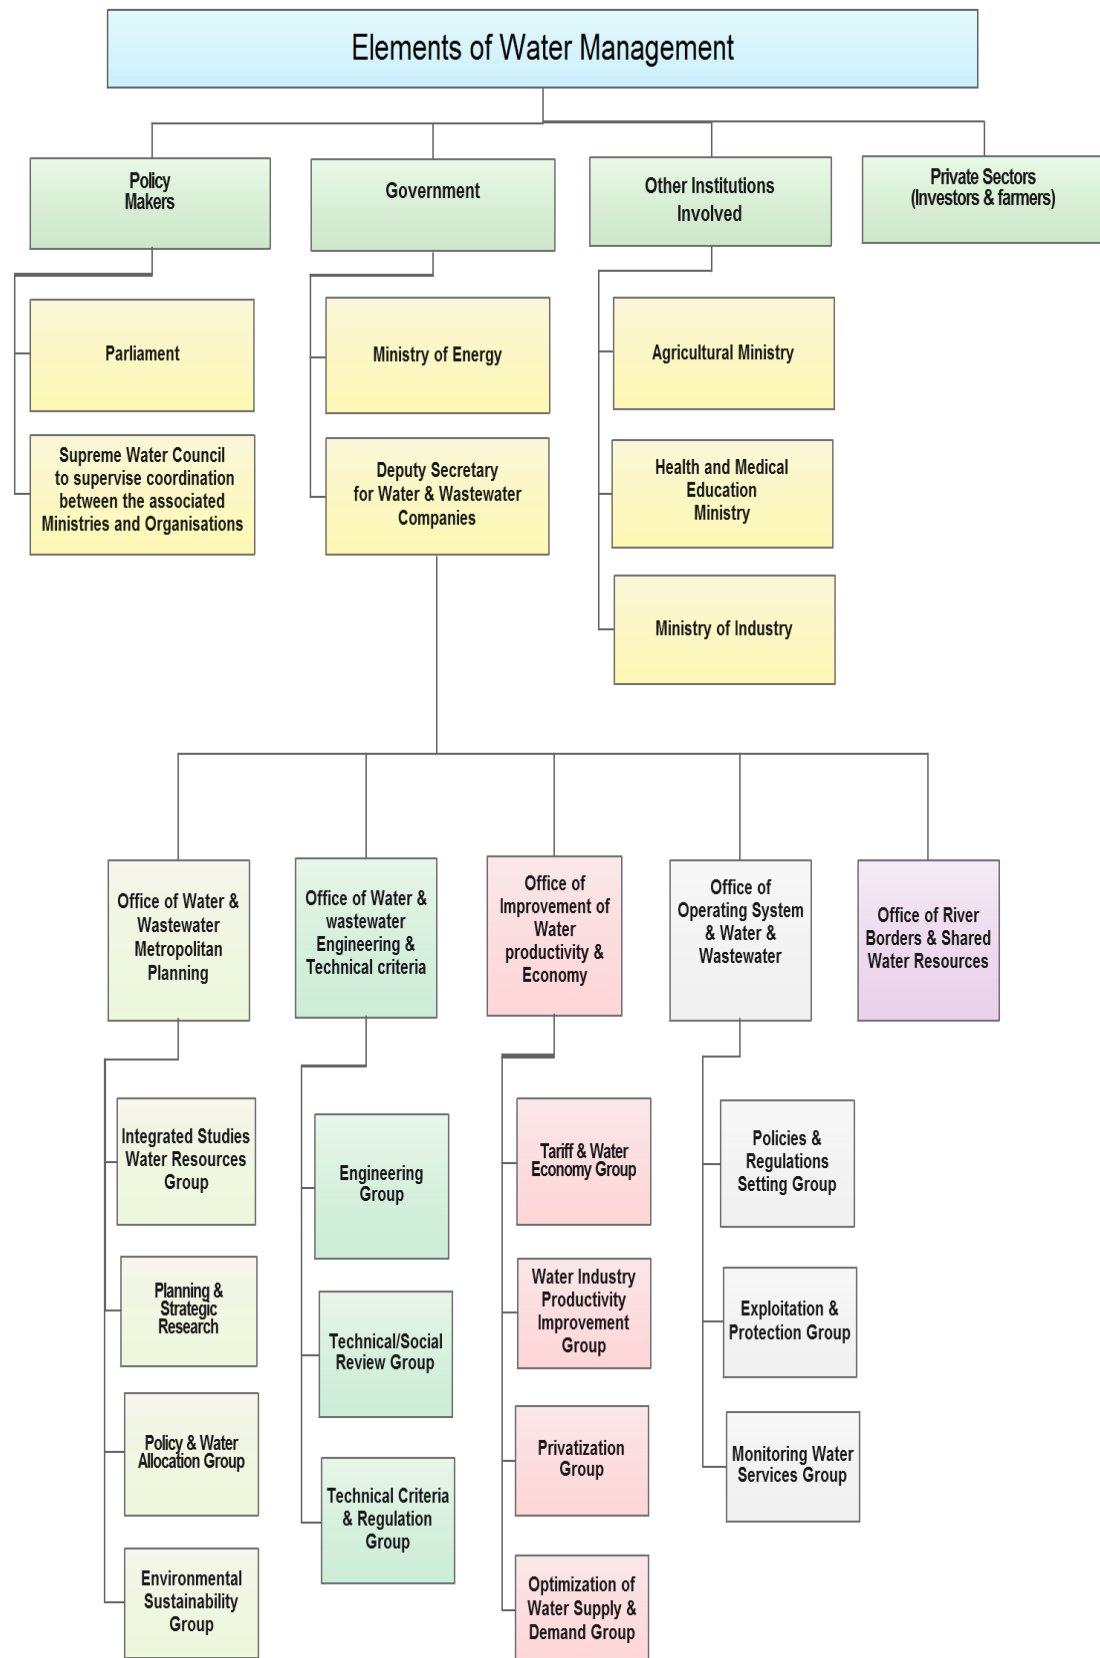 Elements of Water Management
Policy
Makers
Government
Other Institutions
Involved
Private Sectors
(Investors & farmers)
Parliament
Supreme Water Council
to supervise coordination
between the associated
Ministries and Organisations
Ministry of Energy
Deputy Secretary
for Water & Wastewater
Companies
Agricultural Ministry
Health and Medical
Education
Ministry
Ministry of Industry
Office of Water &
Wastewater
Metropolitan
Planning
Office of Water &
wastewater
Engineering &
Technical criteria
Office of
Improvement of
Water
productivity &
Economy
Office of
Operating System
& Water &
Wastewater
Office of River
Borders & Shared
Water Resources
Integrated Studies
Water Resources
Group
Planning &
Strategic
Research
Policy & Water
Allocation Group
Environmental
Sustainability
Group
Engineering
Group
Technical/Social
Review Group
Technical Criteria
& Regulation
Group
Tariff & Water
Economy Group
Water Industry
Productivity
Improvement
Group
Privatization
Group
Optimization of
Water Supply &
Demand Group
Policies &
Regulations
Setting Group
Exploitation &
Protection Group
Monitoring Water
Services Group